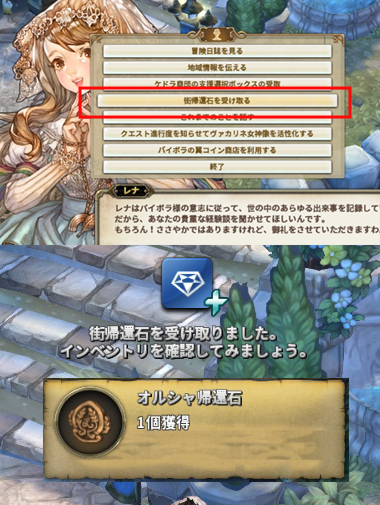 冒険日誌を見る
地域情報を伝える
ケドラ商団の支援選択ボックスの受取
街帰還石を受け取る
これまでのことを話す
クエスト進行度を知らせてヴァカリネ女神像を活性化する
バイボラの翼コイン商店を利用する
終了
レナ
レナはバイボラ様の意志に従って、世の中のあらゆる出来事を記録して
だから、あなたの貴重な経験談を聞かせてほしいんです。
もちろん！ささやかではありますけれど、御礼をさせていただきますわ
街帰還石を受け取りました。
インベントリを確認してみましょう。
オルシャ帰還石
1個獲得